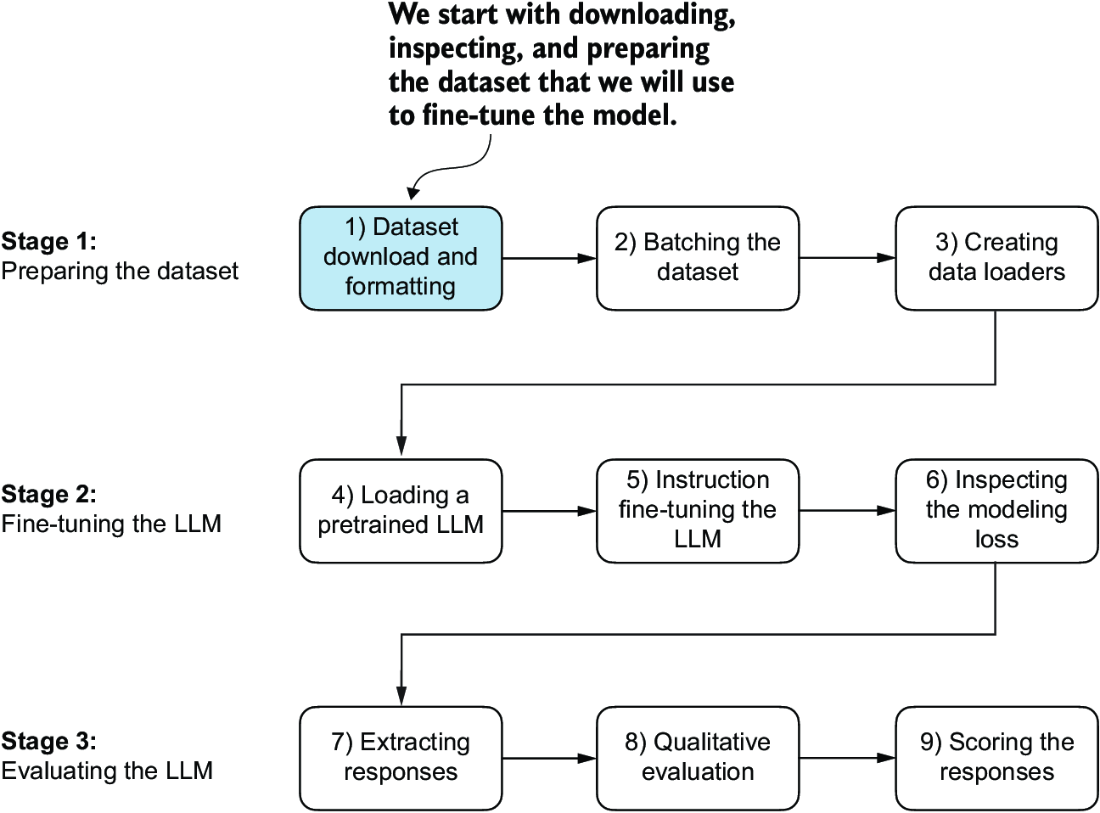 We start with downloading,
inspecting, and preparing
the dataset that we will use
to fine-tune the model.
Stage 1:
Preparing the dataset
1) Dataset
download and
formatting
2) Batching the
dataset
3) Creating
data loaders
Stage 2:
Fine-tuning the LLM
4) Loading a
pretrained LLM
5) Instruction
fine-tuning the
LLM
6) Inspecting
the modeling
loss
Stage 3:
Evaluating the LLM
7) Extracting
responses
8) Qualitative
evaluation
9) Scoring the
responses